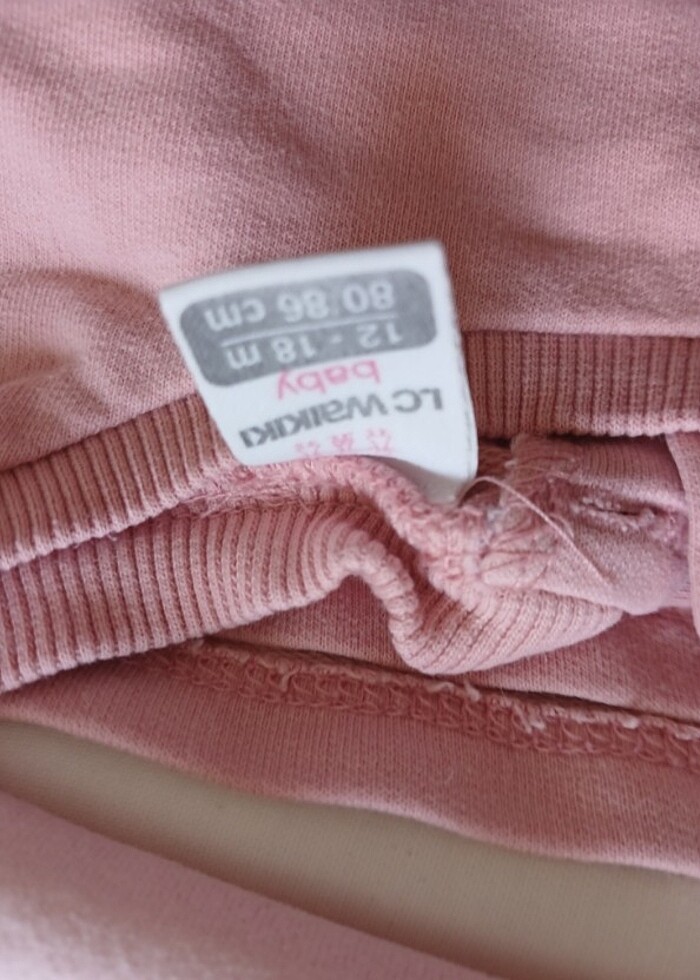 LC WAIKIKI
baby
12 - 18 m
80/86 cm